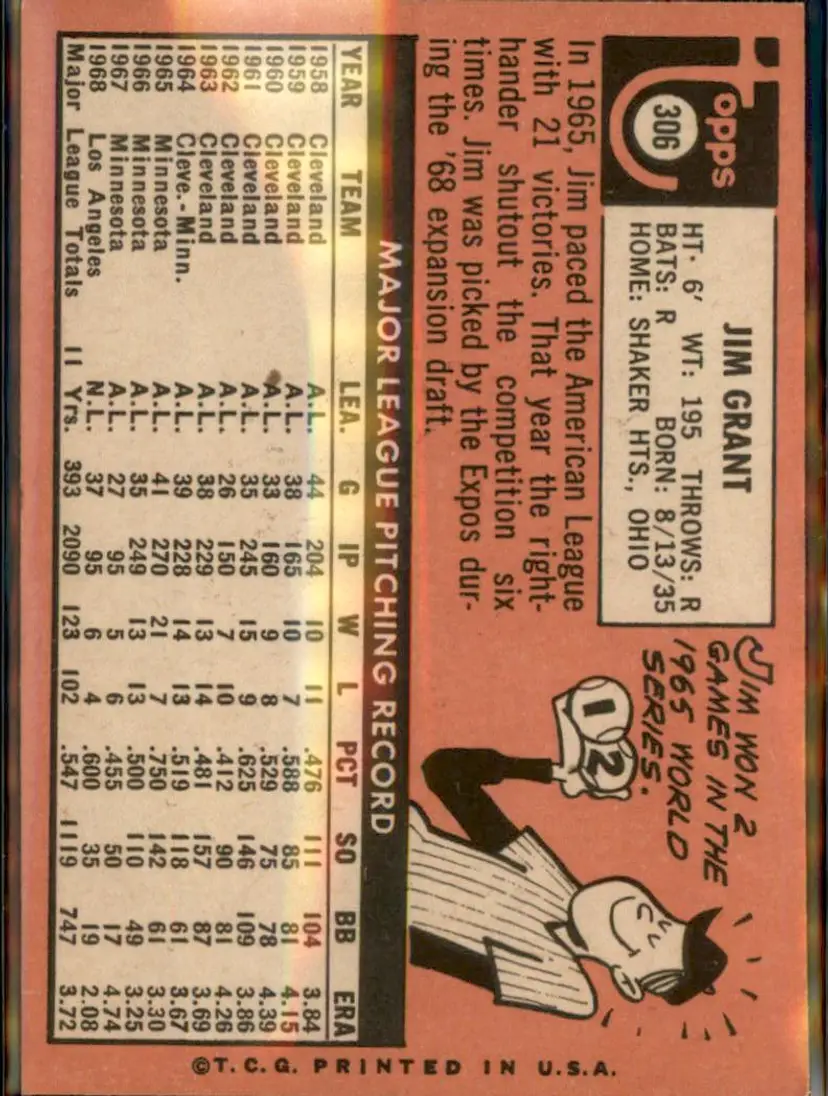 Topps
306
JIM GRANT
HT. 6' WT: 195 THROWS: R
BATS: R BORN: 8/13/35
HOME: SHAKER HTS., OHIO
In 1965, Jim paced the American League
with 21 victories. That year the right-
hander shutout the competition six
times. Jim was picked by the Expos dur-
ing the '68 expansion draft.
JIM WON 2
GAMES IN THE
1965 WORLD
SERIES.
1 2
MAJOR LEAGUE PITCHING RECORD
YEAR TEAM LEA. G IP W L PCT SO BB ERA
1958 Cleveland A.L. 44 204 10 11 .476 111 104 3.84
1959 Cleveland A.L. 38 165 10 7 .588 85 81 4.15
1960 Cleveland A.L. 33 160 9 8 .529 75 78 4.39
1961 Cleveland A.L. 35 245 15 9 .625 146 109 3.86
1962 Cleveland A.L. 26 150 7 10 .412 90 81 4.26
1963 Cleveland A.L. 38 229 13 14 .481 157 87 3.69
1964 Cleve.-Minn. A.L. 39 228 14 13 .519 118 61 3.67
1965 Minnesota A.L. 41 270 21 7 .750 142 61 3.30
1966 Minnesota A.L. 35 249 13 13 .500 110 49 3.25
1967 Minnesota A.L. 27 95 5 6 .455 50 17 4.74
1968 Los Angeles N.L. 37 95 6 4 .600 35 19 2.08
Major League Totals 11 Yrs. 393 2090 123 102 .547 1119 747 3.72
©T.C.G. PRINTED IN U.S.A.